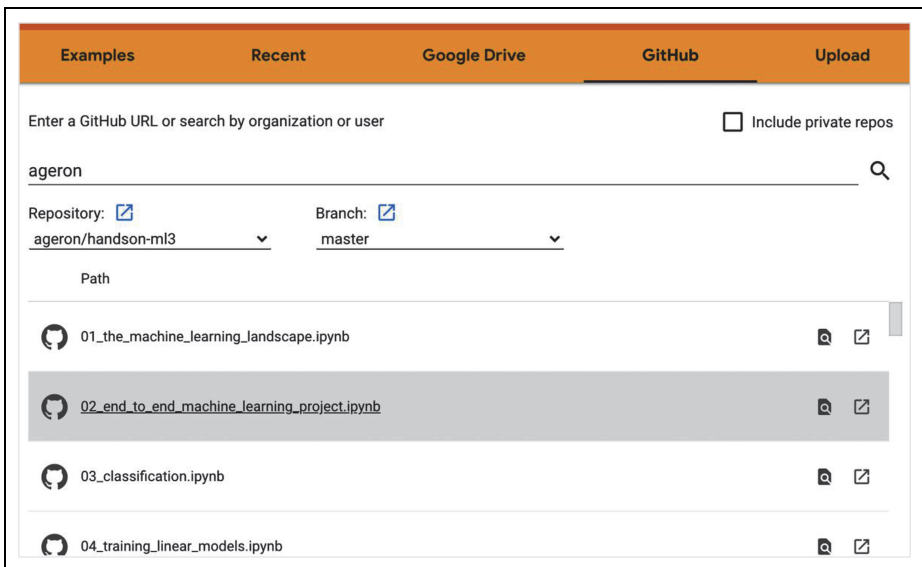 Examples Recent Google Drive GitHub Upload
Enter a GitHub URL or search by organization or user Include private repos
ageron
Repository: Branch:
ageron/handson-ml3 master
Path
01_the_machine_learning_landscape.ipynb
02_end_to_end_machine_learning_project.ipynb
03_classification.ipynb
04_training_linear_models.ipynb